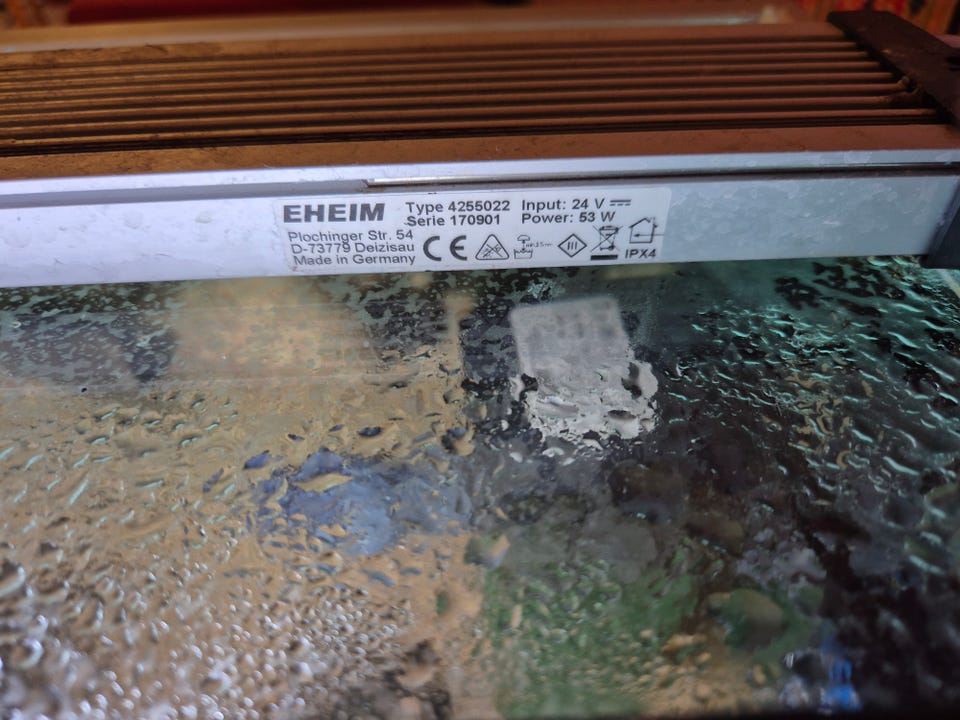 EHEIM
Type 4255022 Input: 24 V
Serie 170901 Power: 53 W
Plochinger Str. 54
D-73779 Deizisau
Made in Germany
CE
III
IPX4